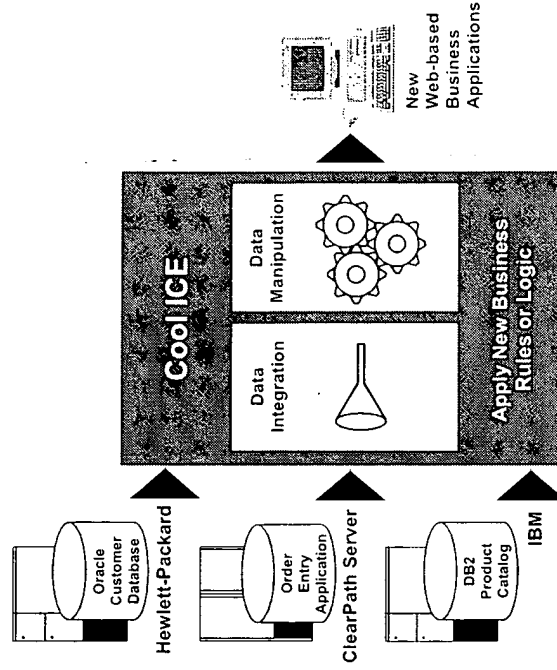 Oracle
Customer
Database
Hewlett-Packard
Order
Entry
Application
ClearPath Server
DB2
Product
Catalog
IBM
Cool ICE
Data
Integration
Data
Manipulation
Apply New Business
Rules or Logic
New
Web-based
Business
Applications